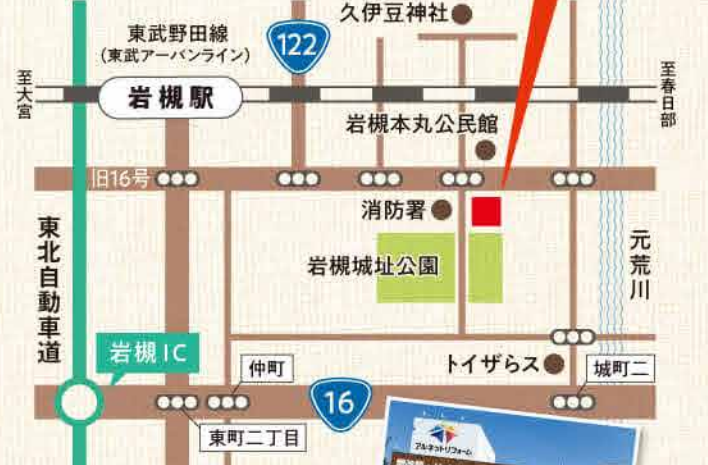 久伊豆神社
東武野田線
(東武アーバンライン)
122
至大宮
岩槻駅
至春日部
岩槻本丸公民館
旧16号
消防署
東北自動車道
岩槻城址公園
元荒川
岩槻IC
仲町
トイザらス
城町二
16
東町二丁目
アルネットリフォーム